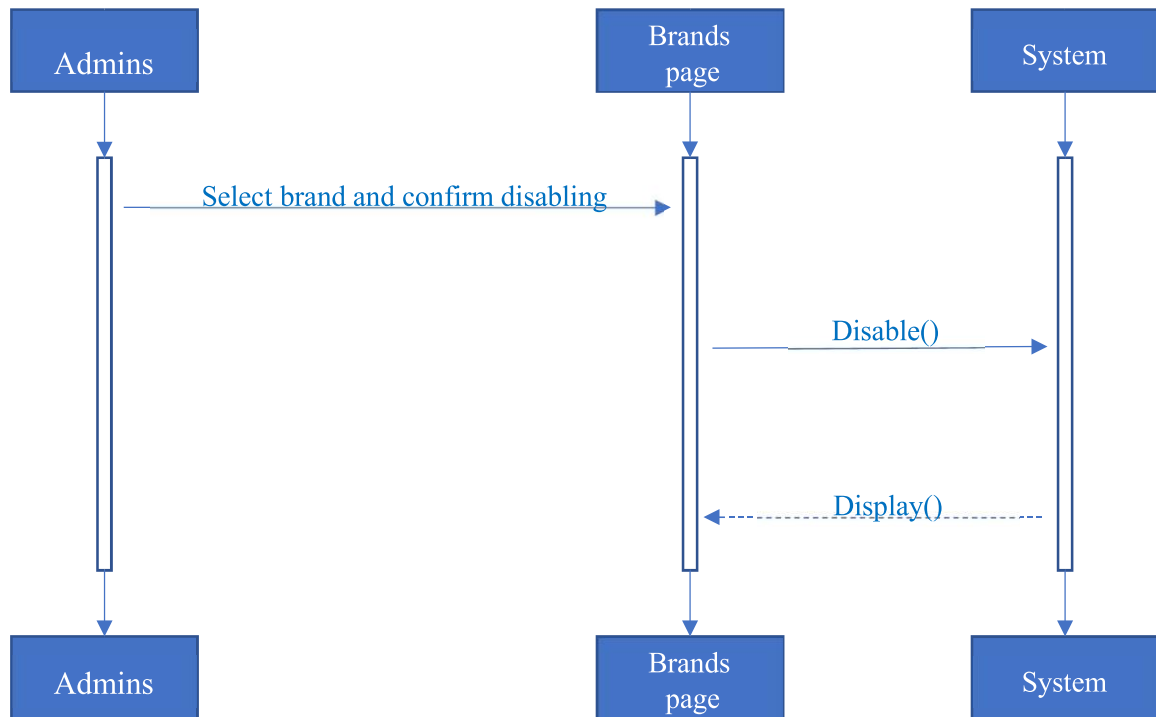 Admins
Brands
page
System
Select brand and confirm disabling
Disable()
Display()
Admins
Brands
page
System